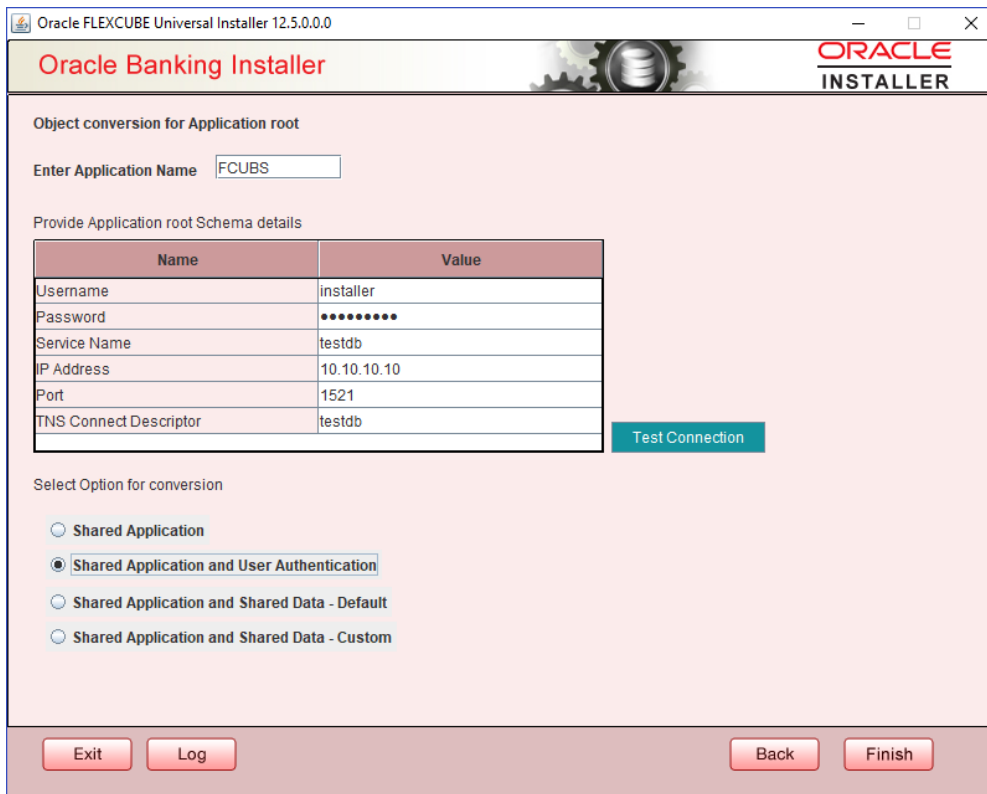 Oracle FLEXCUBE Universal Installer 12.5.0.0.0
Oracle Banking Installer
ORACLE
INSTALLER
Object conversion for Application root
Enter Application Name FCUBS
Provide Application root Schema details
Name Value
Username installer
Password •••••••••
Service Name testdb
IP Address 10.10.10.10
Port 1521
TNS Connect Descriptor testdb
Test Connection
Select Option for conversion
Shared Application
Shared Application and User Authentication
Shared Application and Shared Data - Default
Shared Application and Shared Data - Custom
Exit Log Back Finish